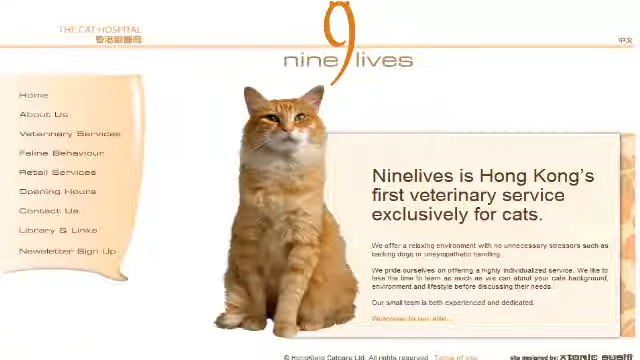 THE CAT HOSPITAL
香港貓醫院
nine 9 lives
中文
Home
About Us
Veterinary Services
Feline Behaviour
Retail Services
Opening Hours
Contact Us
Library & Links
Newsletter Sign Up
Ninelives is Hong Kong's
first veterinary service
exclusively for cats.
We offer a relaxing environment with no unnecessary stressors such as
barking dogs or unsympathetic handling.
We pride ourselves on offering a highly individualized service. We like to
take the time to learn as much as we can about your cats background,
environment and lifestyle before discussing their needs.
Our small team is both experienced and dedicated.
Welcome to our site...
© HongKong Catcare Ltd. All rights reserved Terms of use
site designed by: xtonic sushi